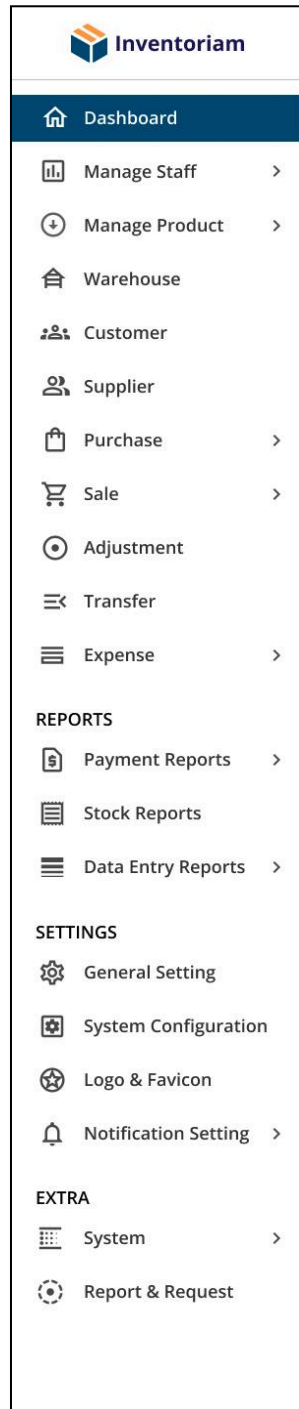 Inventoriam
Dashboard
Manage Staff
Manage Product
Warehouse
Customer
Supplier
Purchase
Sale
Adjustment
Transfer
Expense
REPORTS
Payment Reports
Stock Reports
Data Entry Reports
SETTINGS
General Setting
System Configuration
Logo & Favicon
Notification Setting
EXTRA
System
Report & Request